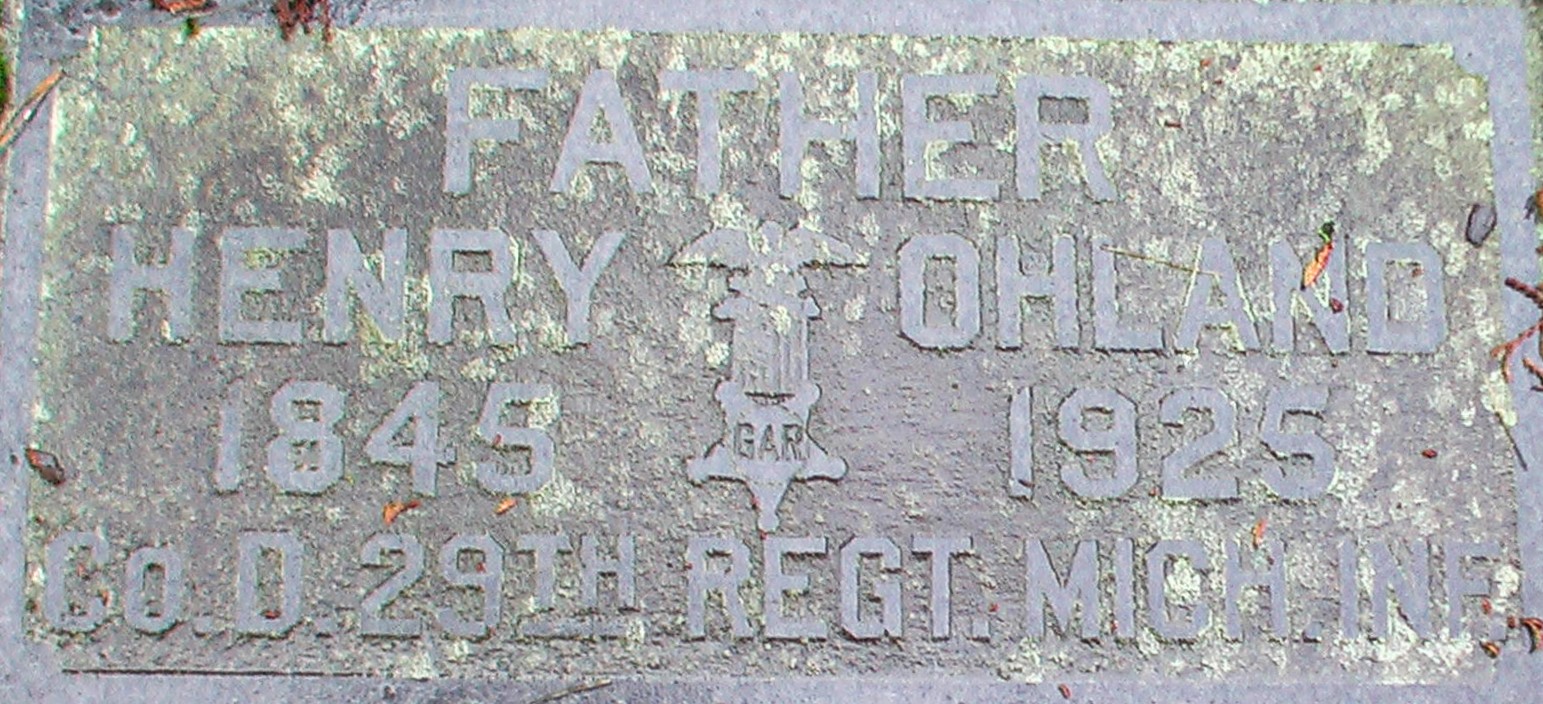 FATHER
HENRY OHLAND
1845 1925
GAR
Co. D. 29TH REGT. MICH. INF.